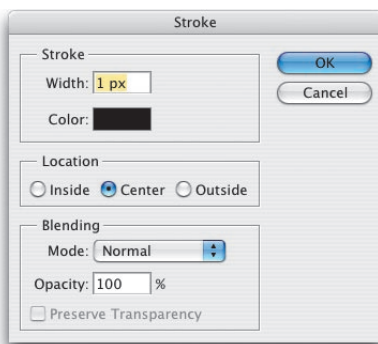 Stroke
Stroke
Width: 1 px
Color:
OK
Cancel
Location
Inside Center Outside
Blending
Mode: Normal
Opacity: 100 %
Preserve Transparency